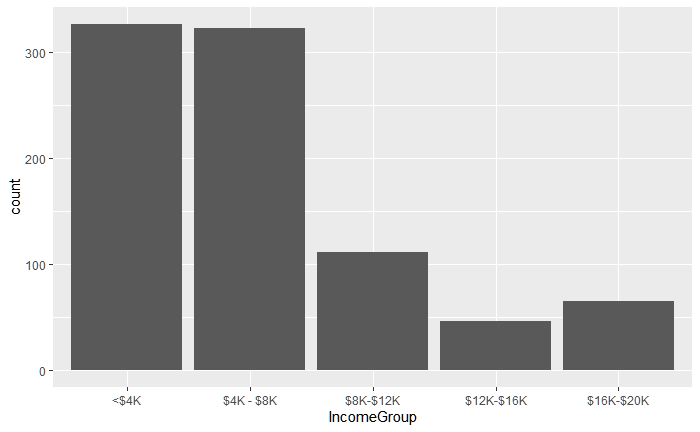 300
200
100
0
count
<$4K
$4K - $8K
$8K-$12K
$12K-$16K
$16K-$20K
IncomeGroup